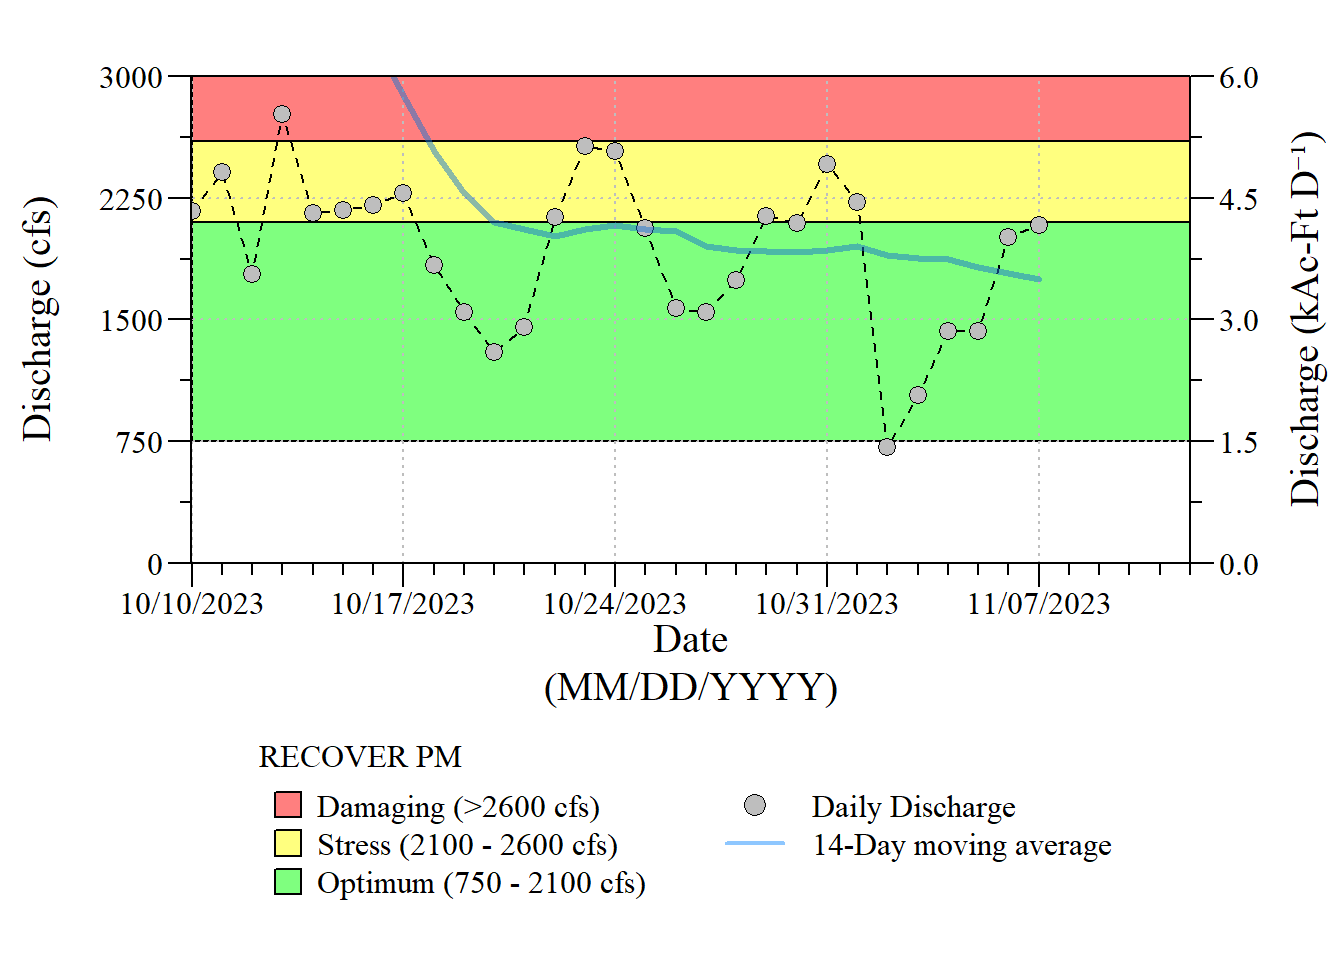 Discharge (cfs)
3000
2250
1500
750
0
6.0
4.5
3.0
1.5
0.0
Discharge (kAc-Ft D⁻¹)
10/10/2023 10/17/2023 10/24/2023 10/31/2023 11/07/2023
Date
(MM/DD/YYYY)
RECOVER PM
Damaging (>2600 cfs)
Stress (2100 - 2600 cfs)
Optimum (750 - 2100 cfs)
Daily Discharge
14-Day moving average